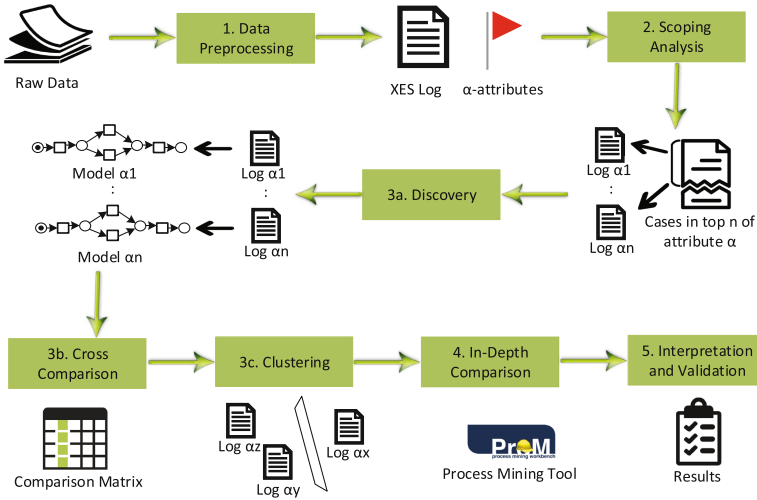 1. Data
Preprocessing
2. Scoping
Analysis
Raw Data
XES Log
α-attributes
Model α1
:
Model αn
Log α1
:
Log αn
3a. Discovery
Log α1
:
Log αn
Cases in top n of
attribute α
3b. Cross
Comparison
3c. Clustering
4. In-Depth
Comparison
5. Interpretation
and Validation
Comparison Matrix
Log αz
Log αy
Log αx
ProM
process mining workbench
Process Mining Tool
Results